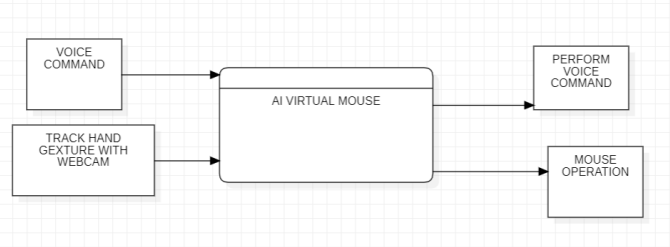 VOICE
COMMAND
TRACK HAND
GEXTURE WITH
WEBCAM
AI VIRTUAL MOUSE
PERFORM
VOICE
COMMAND
MOUSE
OPERATION